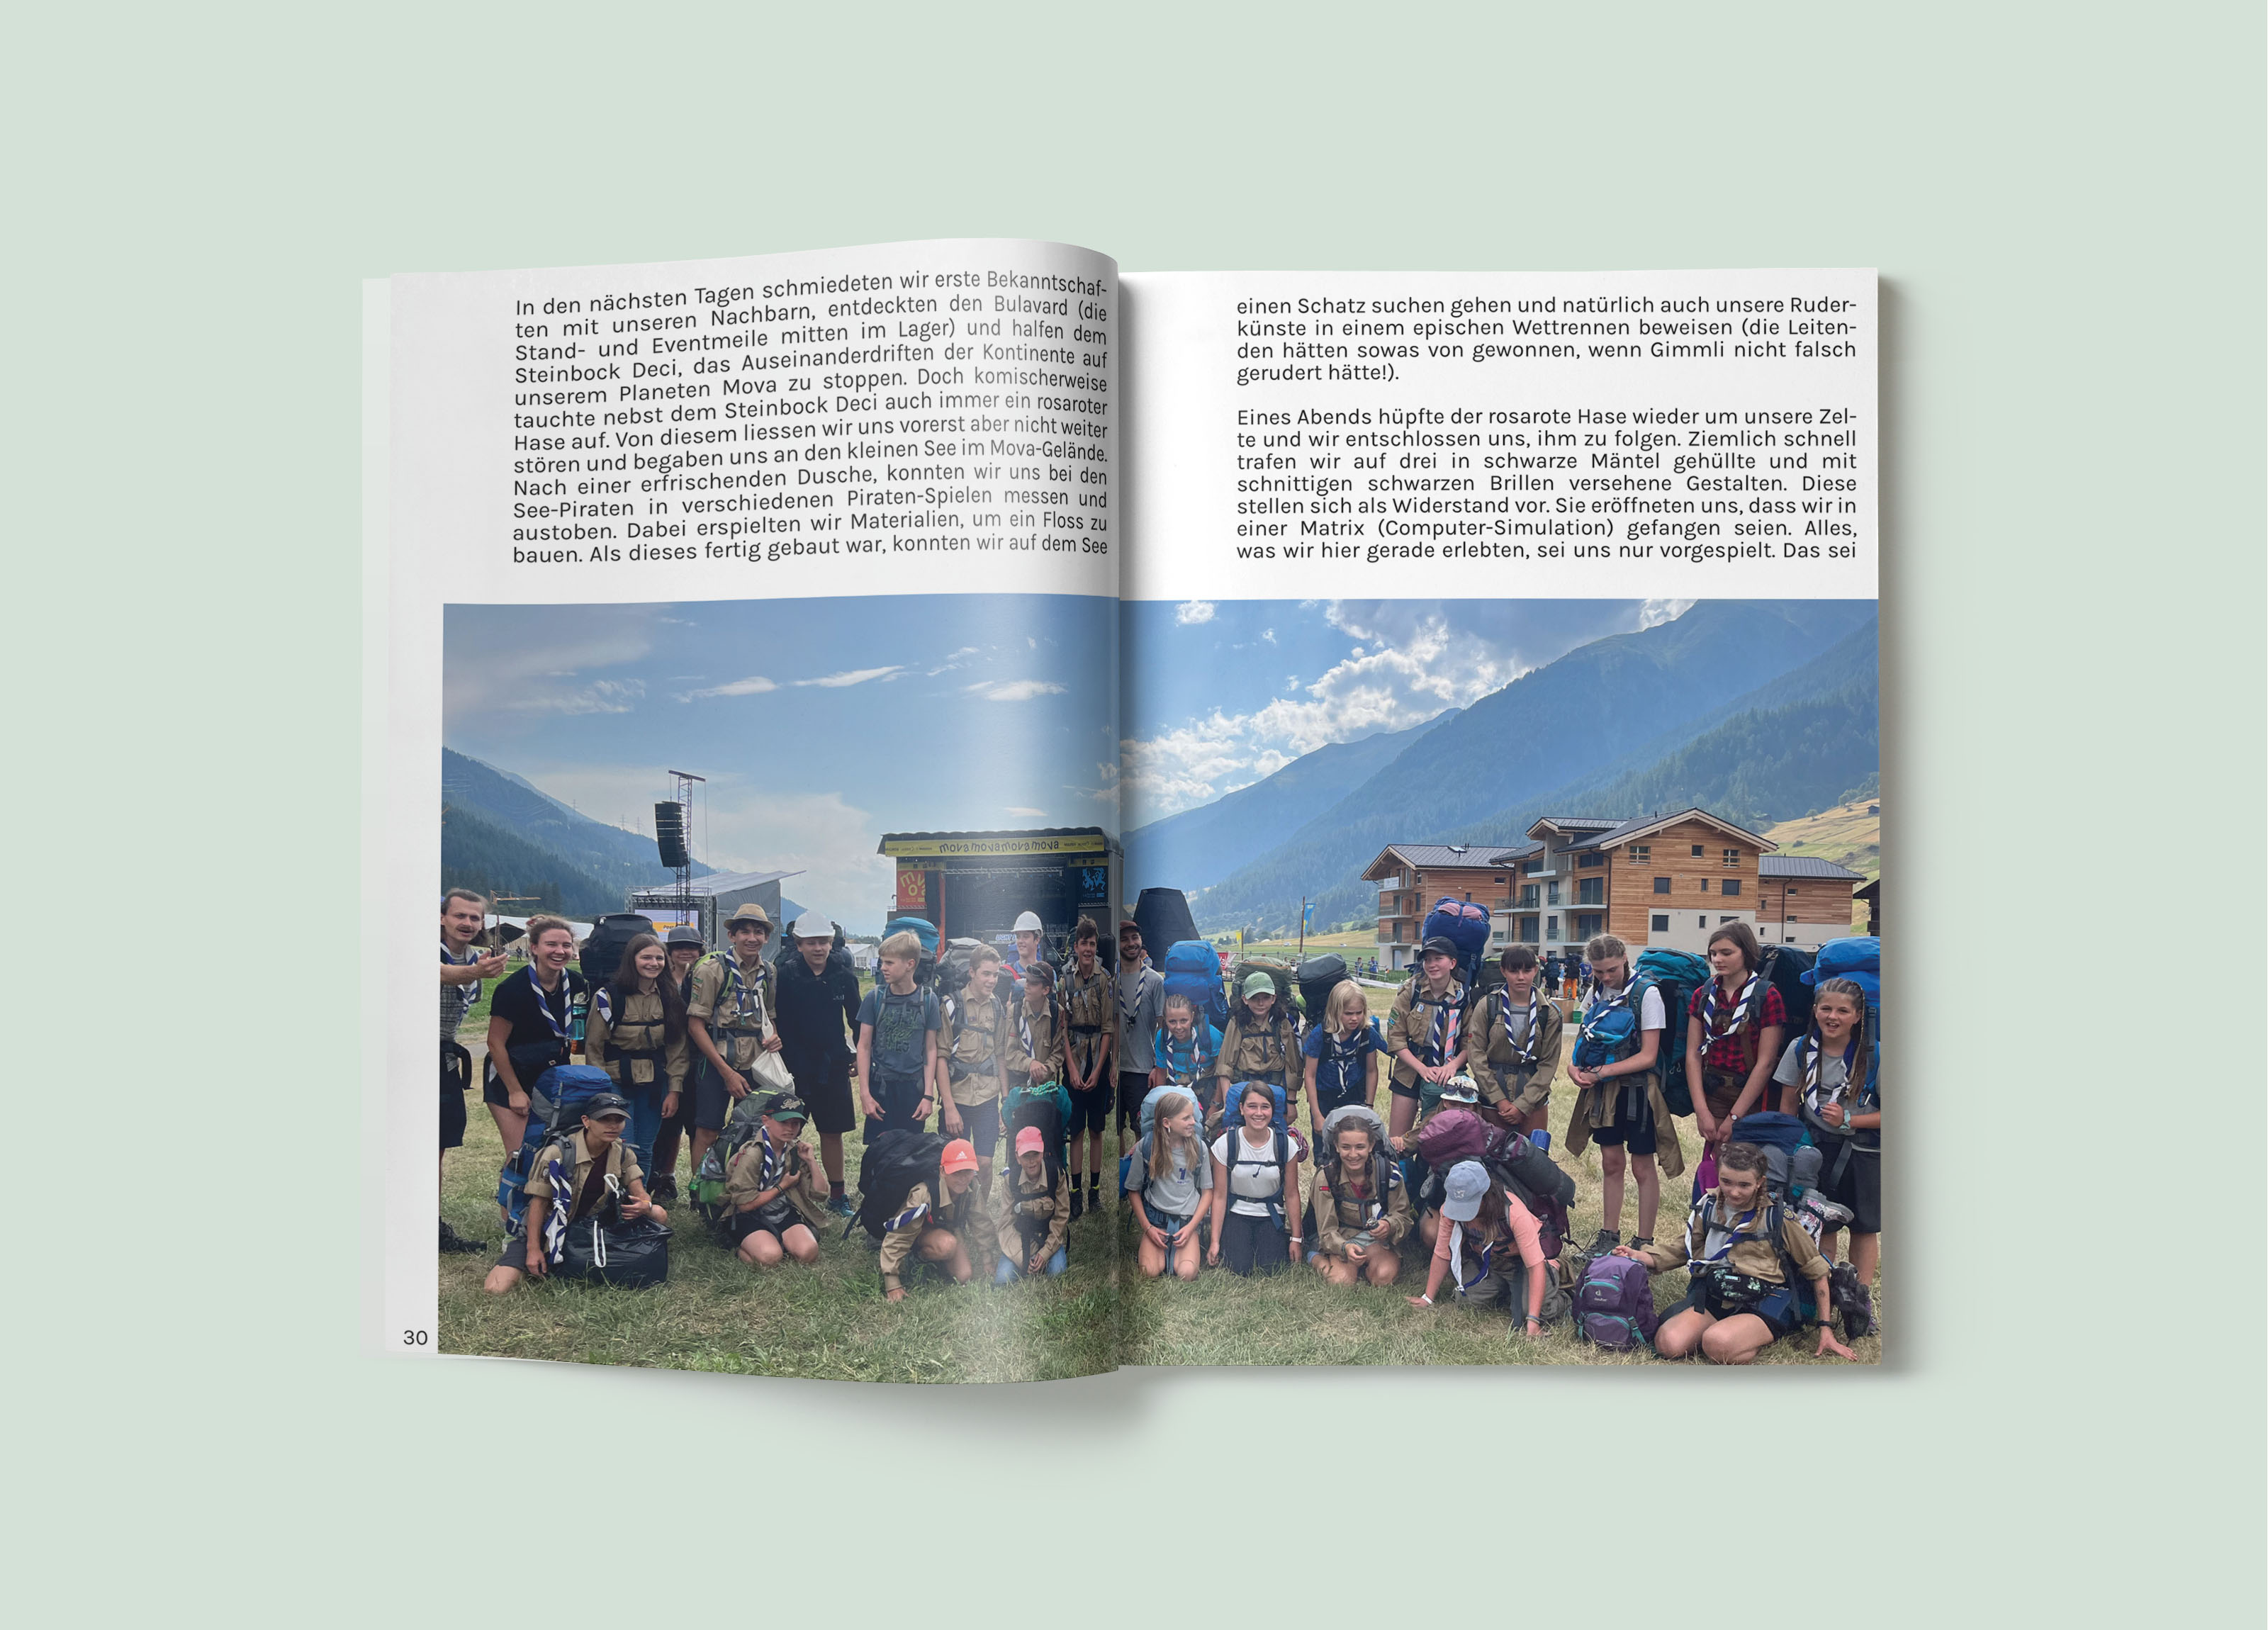 In den nächsten Tagen schmiedeten wir erste Bekanntschaf-
ten mit unseren Nachbarn, entdeckten den Bulavard (die
Stand- und Eventmeile mitten im Lager) und halfen dem
Steinbock Deci, das Auseinanderdriften der Kontinente auf
unserem Planeten Mova zu stoppen. Doch komischerweise
tauchte nebst dem Steinbock Deci auch immer ein rosaroter
Hase auf. Von diesem liessen wir uns vorerst aber nicht weiter
stören und begaben uns an den kleinen See im Mova-Gelände.
Nach einer erfrischenden Dusche, konnten wir uns bei den
See-Piraten in verschiedenen Piraten-Spielen messen und
austoben. Dabei erspielten wir Materialien, um ein Floss zu
bauen. Als dieses fertig gebaut war, konnten wir auf dem See
einen Schatz suchen gehen und natürlich auch unsere Ruder-
künste in einem epischen Wettrennen beweisen (die Leiten-
den hätten sowas von gewonnen, wenn Gimmli nicht falsch
gerudert hätte!).
Eines Abends hüpfte der rosarote Hase wieder um unsere Zel-
te und wir entschlossen uns, ihm zu folgen. Ziemlich schnell
trafen wir auf drei in schwarze Mäntel gehüllte und mit
schnittigen schwarzen Brillen versehene Gestalten. Diese
stellen sich als Widerstand vor. Sie eröffneten uns, dass wir in
einer Matrix (Computer-Simulation) gefangen seien. Alles,
was wir hier gerade erlebten, sei uns nur vorgespielt. Das sei
movamovamovamova
30